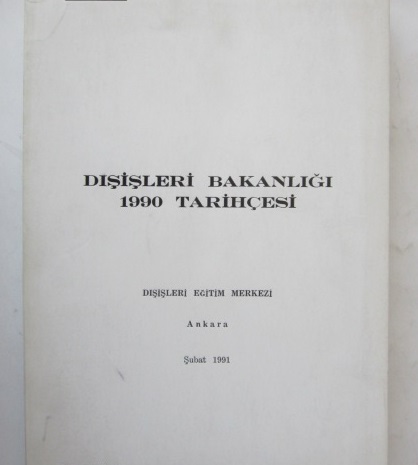 DIŞİŞLERİ BAKANLIĞI
1990 TARİHÇESİ
DIŞİŞLERİ EĞİTİM MERKEZİ
Ankara
Şubat 1991